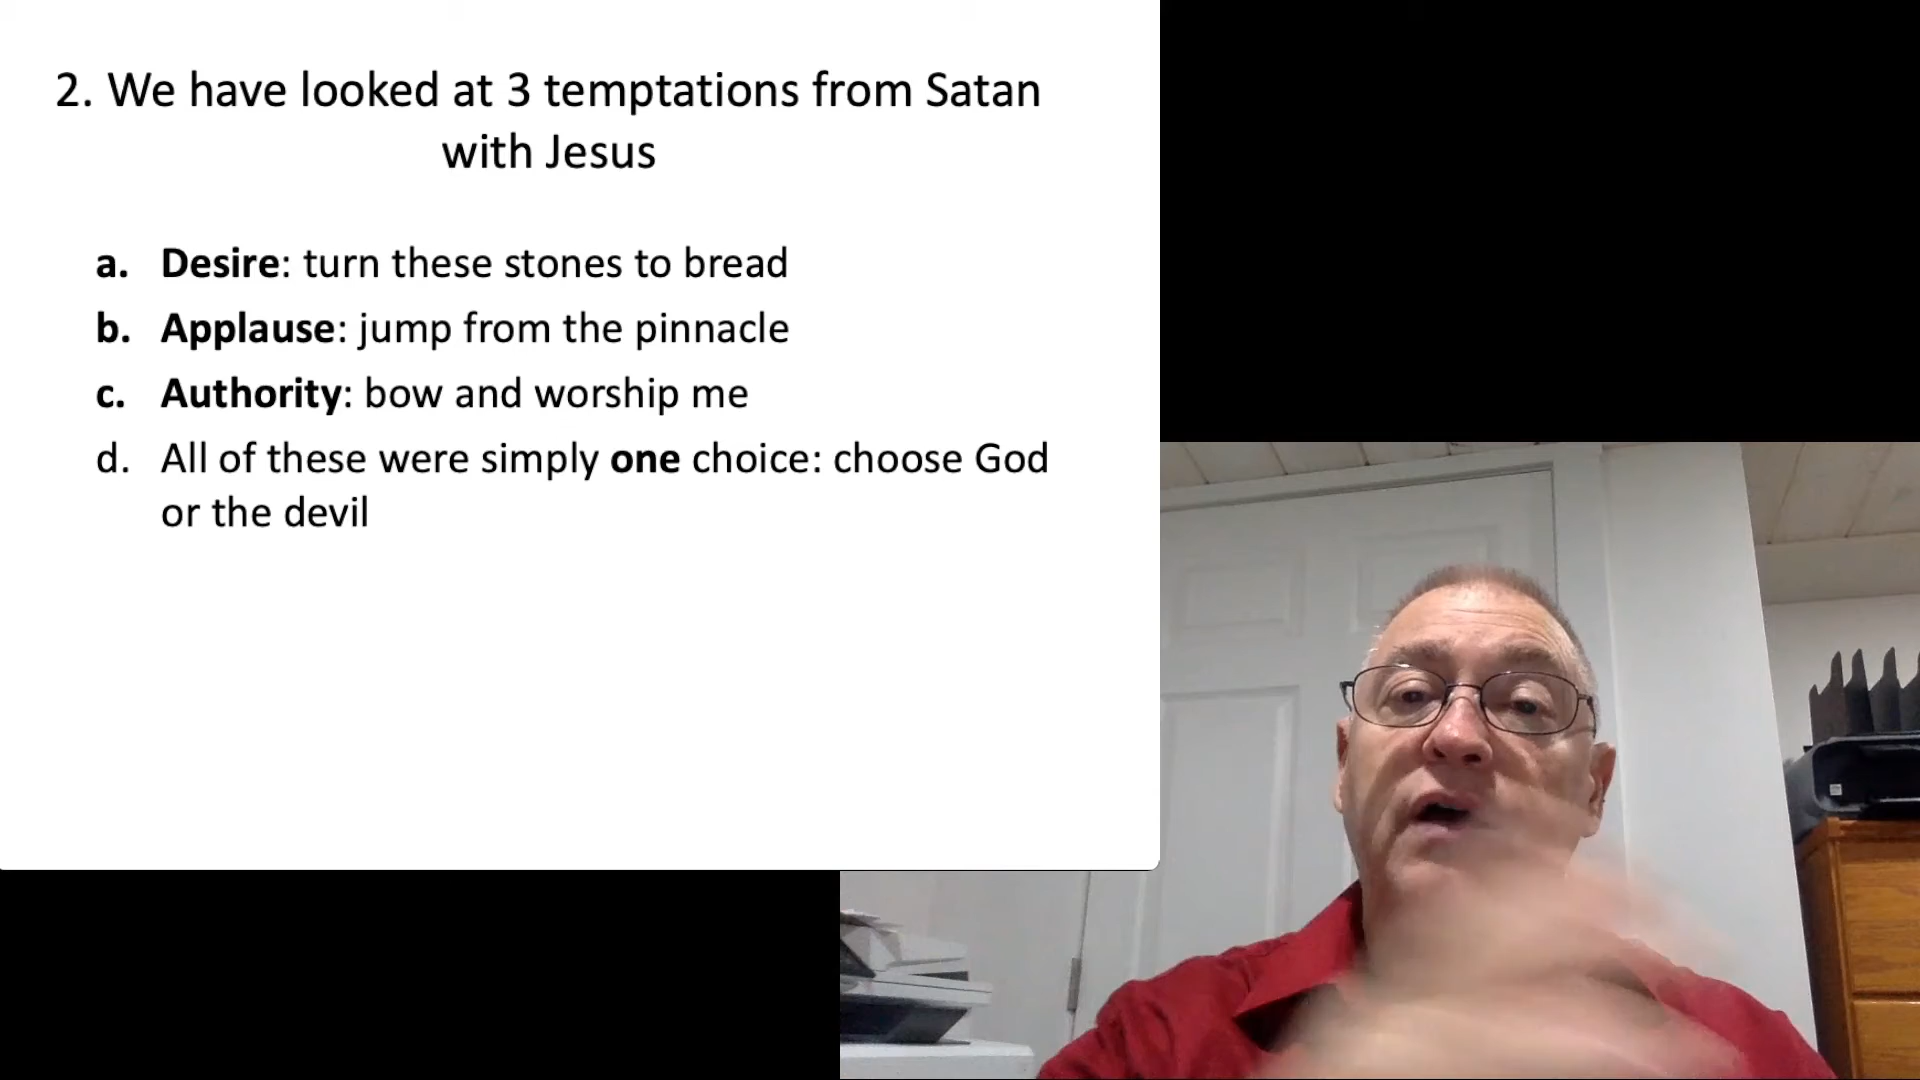 2. We have looked at 3 temptations from Satan
with Jesus
a. Desire: turn these stones to bread
b. Applause: jump from the pinnacle
c. Authority: bow and worship me
d. All of these were simply one choice: choose God
or the devil